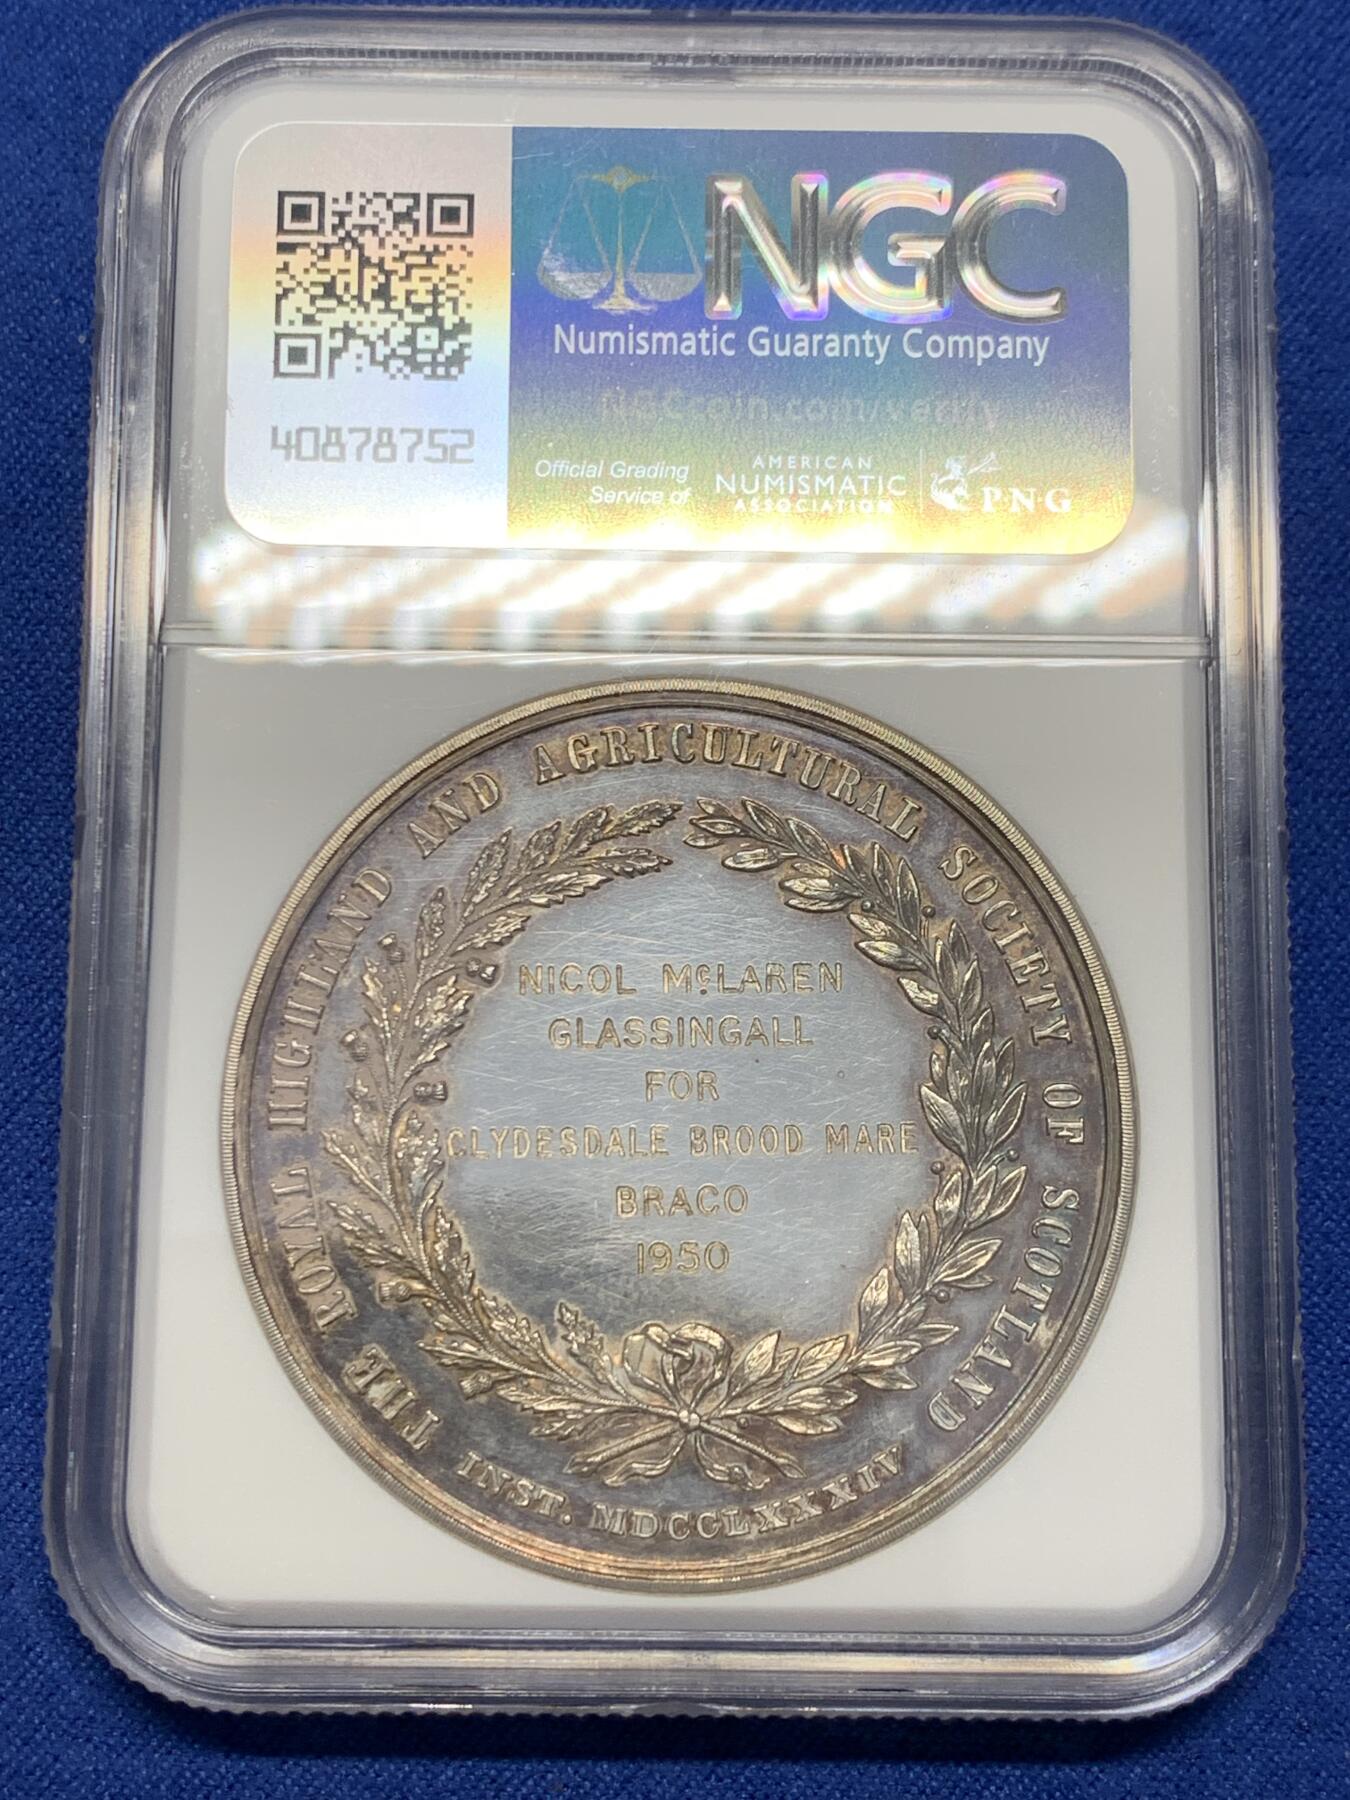 NGC
Numismatic Guaranty Company
NGCcoin.com/verify
40878752
Official Grading
Service of
AMERICAN
NUMISMATIC
ASSOCIATION
PNG
THE ROYAL HIGHLAND AND AGRICULTURAL SOCIETY OF SCOTLAND
NICOL McLAREN
GLASSINGALL
FOR
CLYDESDALE BROOD MARE
BRACO
1950
INST. MDCCLXXXIV